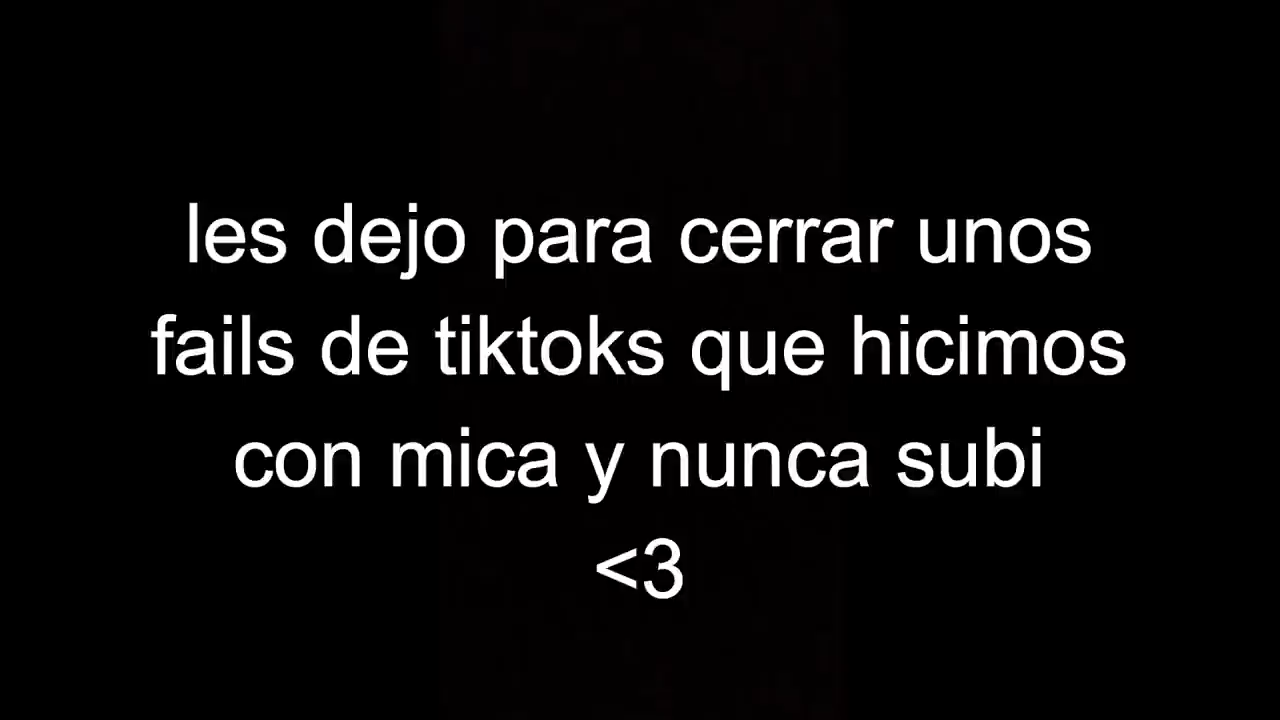 les dejo para cerrar unos
fails de tiktoks que hicimos
con mica y nunca subi
<3